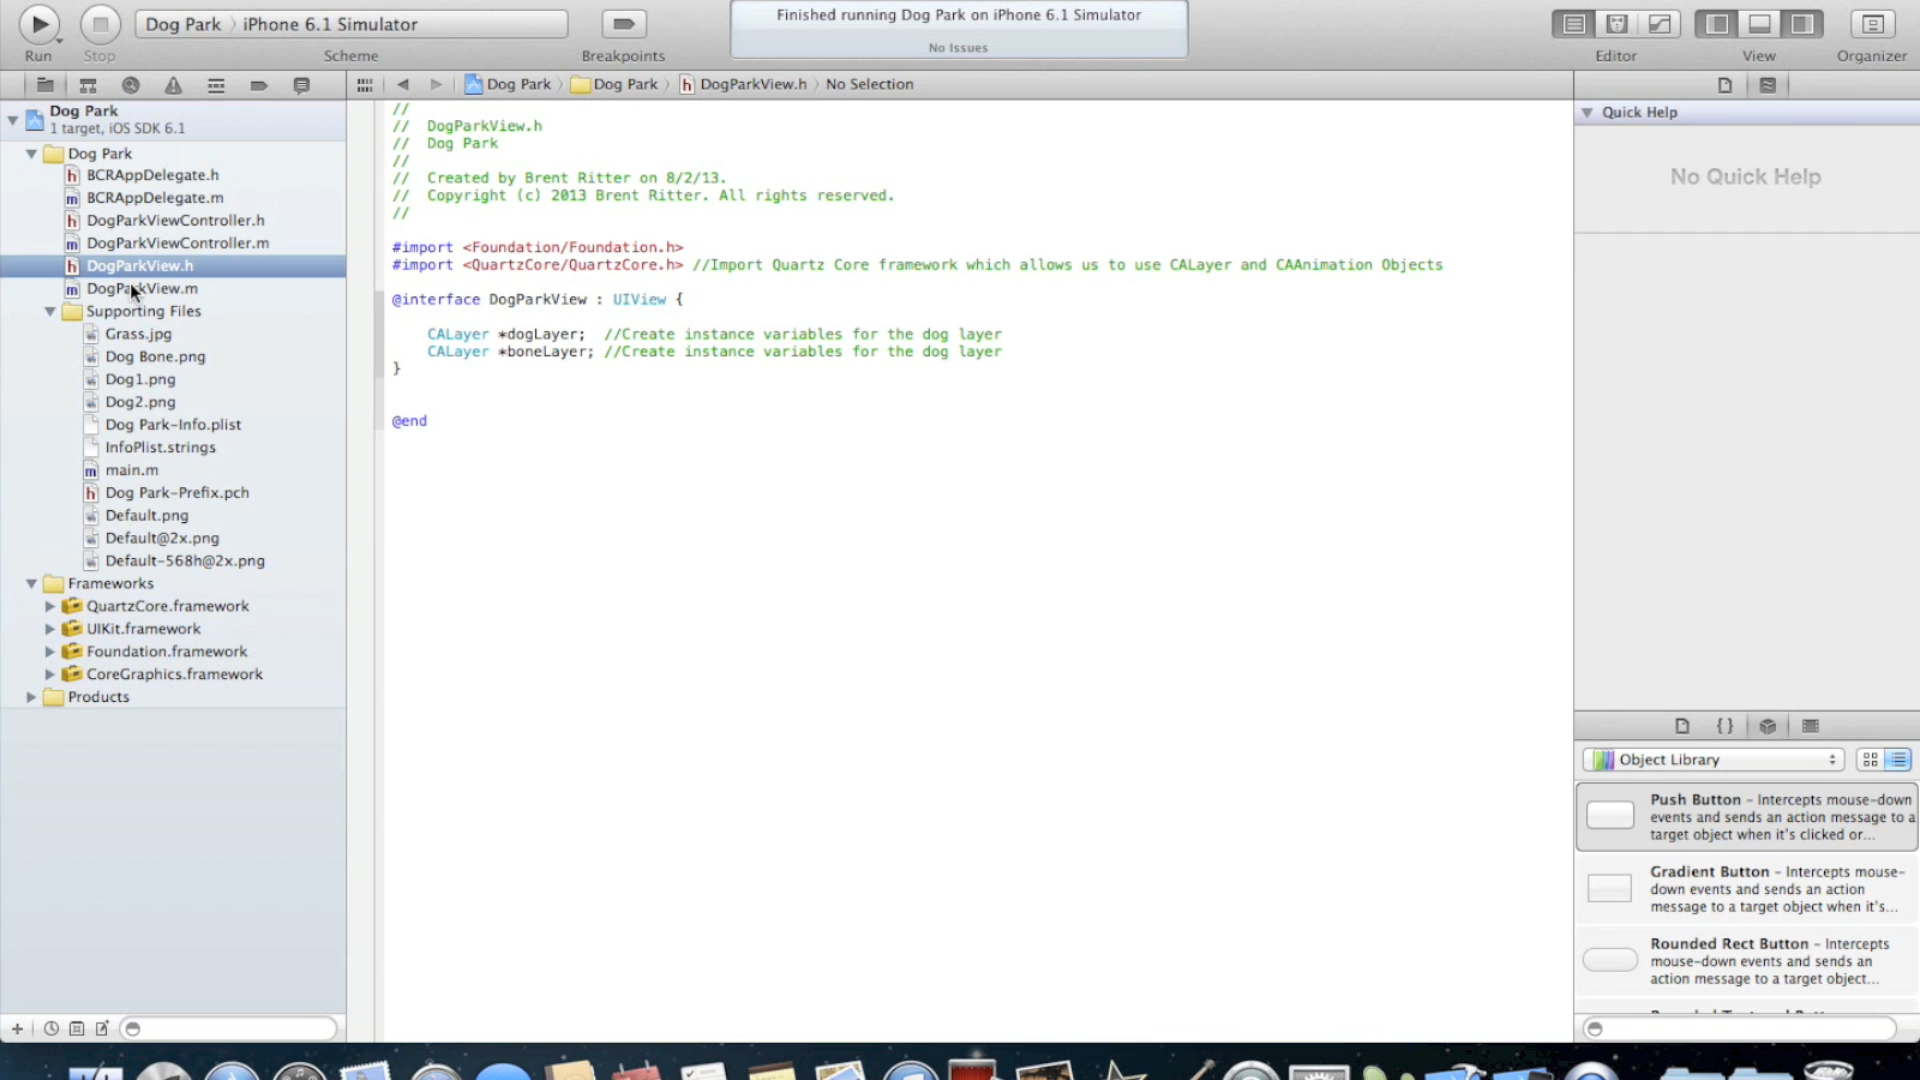 Dog Park 〉 iPhone 6.1 Simulator
Finished running Dog Park on iPhone 6.1 Simulator
No Issues
Run
Stop
Scheme
Breakpoints
Editor
View
Organizer
Dog Park 〉 Dog Park 〉 h DogParkView.h 〉 No Selection
Dog Park
1 target, iOS SDK 6.1
Dog Park
h BCRAppDelegate.h
m BCRAppDelegate.m
h DogParkViewController.h
m DogParkViewController.m
h DogParkView.h
m DogParkView.m
Supporting Files
Grass.jpg
Dog Bone.png
Dog1.png
Dog2.png
Dog Park-Info.plist
InfoPlist.strings
m main.m
h Dog Park-Prefix.pch
Default.png
Default@2x.png
Default-568h@2x.png
Frameworks
QuartzCore.framework
UIKit.framework
Foundation.framework
CoreGraphics.framework
Products
//
// DogParkView.h
// Dog Park
//
// Created by Brent Ritter on 8/2/13.
// Copyright (c) 2013 Brent Ritter. All rights reserved.
//
#import <Foundation/Foundation.h>
#import <QuartzCore/QuartzCore.h> //Import Quartz Core framework which allows us to use CALayer and CAAnimation Objects
@interface DogParkView : UIView {
CALayer *dogLayer; //Create instance variables for the dog layer
CALayer *boneLayer; //Create instance variables for the dog layer
}
@end
Quick Help
No Quick Help
{ }
Object Library
Push Button - Intercepts mouse-down
events and sends an action message to a
target object when it's clicked or...
Gradient Button - Intercepts mouse-
down events and sends an action
message to a target object when it's...
Rounded Rect Button - Intercepts
mouse-down events and sends an
action message to a target object...